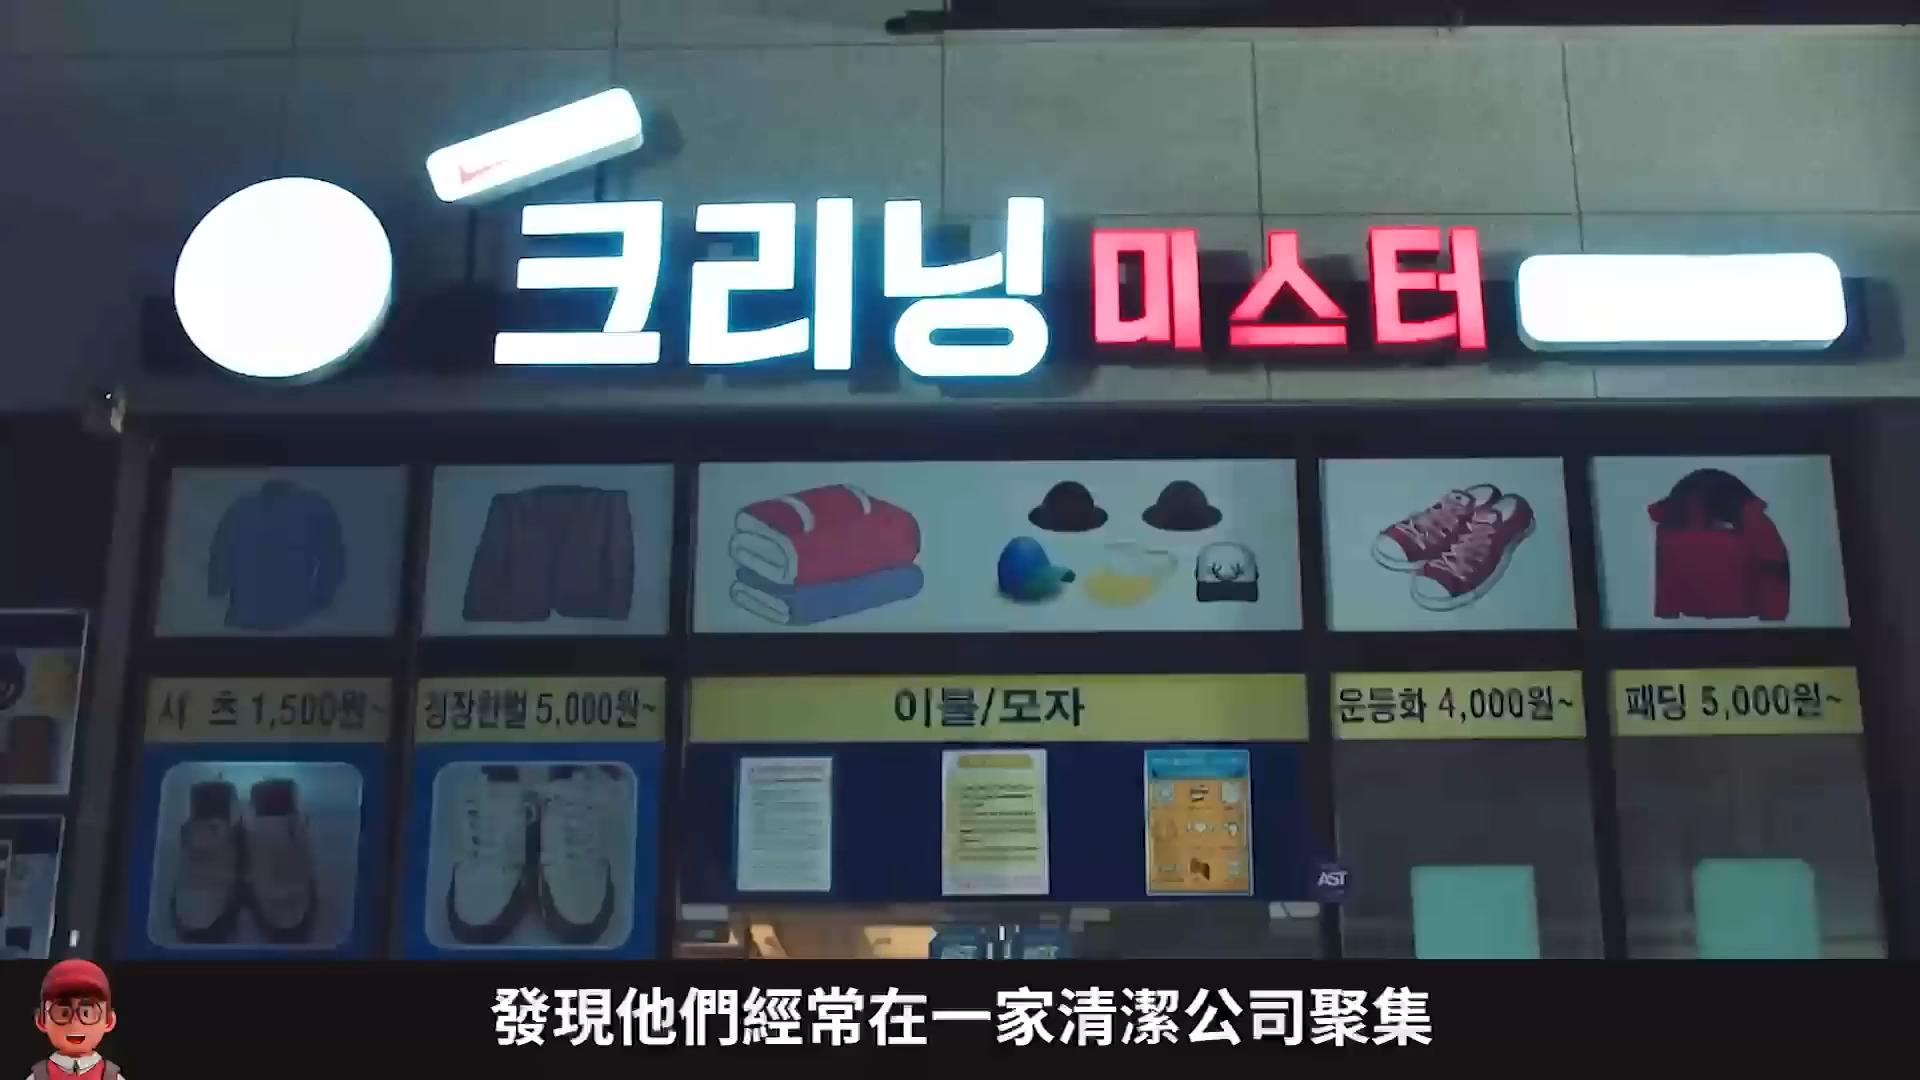 크리닝 미스터
셔 츠 1,500원~
정장한벌 5,000원~
이불/모자
운동화 4,000원~
패딩 5,000원~
AST
發現他們經常在一家清潔公司聚集